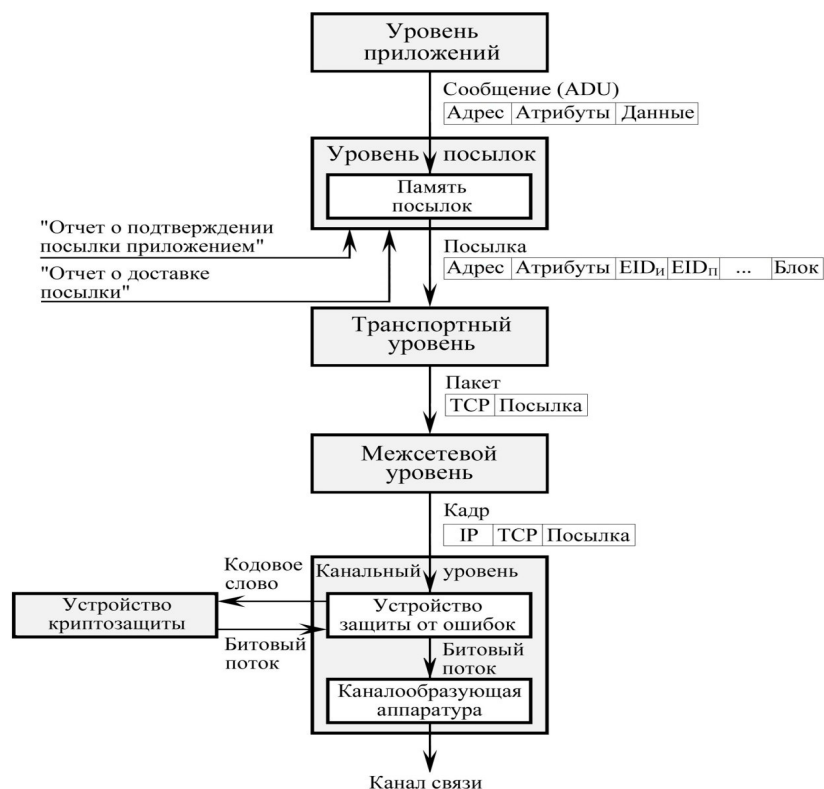 Уровень
приложений
Сообщение (ADU)
Адрес Атрибуты Данные
Уровень посылок
Память
посылок
"Отчет о подтверждении
посылки приложением"
"Отчет о доставке
посылки"
Посылка
Адрес Атрибуты EIDИ EIDП ... Блок
Транспортный
уровень
Пакет
TCP Посылка
Межсетевой
уровень
Кадр
IP TCP Посылка
Кодовое
слово
Канальный уровень
Устройство
криптозащиты
Устройство
защиты от ошибок
Битовый
поток
Битовый
поток
Каналообразующая
аппаратура
Канал связи